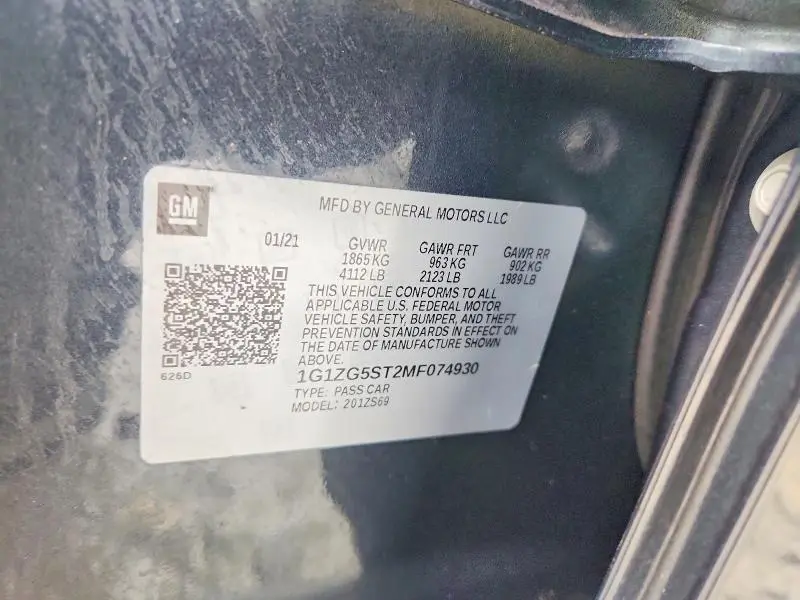 GM
MFD BY GENERAL MOTORS LLC
01/21 GVWR GAWR FRT GAWR RR
1865 KG 963 KG 902 KG
4112 LB 2123 LB 1989 LB
THIS VEHICLE CONFORMS TO ALL
APPLICABLE U.S. FEDERAL MOTOR
VEHICLE SAFETY, BUMPER, AND THEFT
PREVENTION STANDARDS IN EFFECT ON
THE DATE OF MANUFACTURE SHOWN
ABOVE.
626D
1G1ZG5ST2MF074930
TYPE: PASS CAR
MODEL: 201ZS69